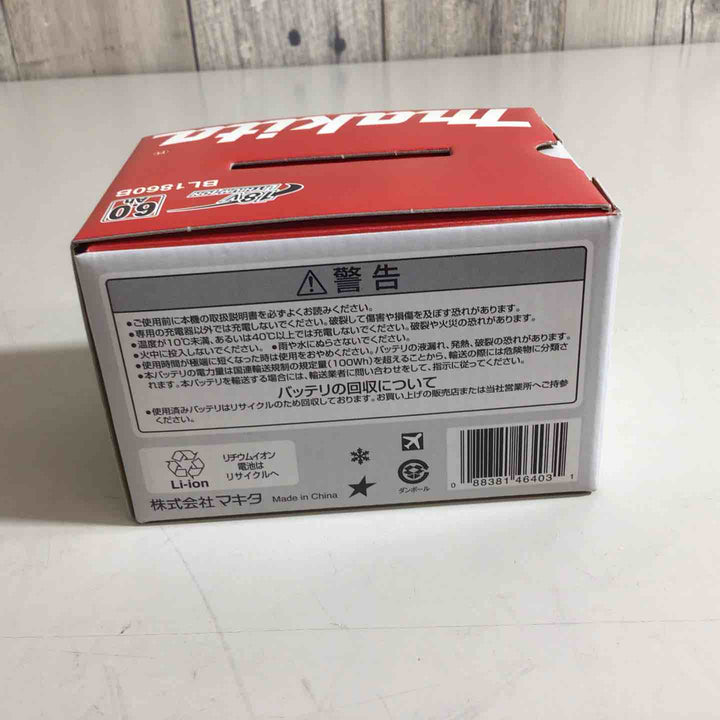 makita
18V
LITHIUM-ION
BL1860B
6.0
Ah
警告
•ご使用前に本機の取扱説明書を必ずよくお読みください。
•専用の充電器以外では充電しないでください。破裂して傷害や損傷を及ぼす恐れがあります。
•温度が10℃未満、あるいは40℃以上では充電しないでください。破裂や火災の恐れがあります。
•火中に投入しないでください。•雨や水にぬらさないでください。
•使用時間が極端に短くなった時は使用をおやめください。バッテリの液漏れ、発熱、破裂の恐れがあります。
•本バッテリの電力量は国連輸送規制の規定量(100Wh)を超えることから、輸送の際には危険物に分類さ
れます。本バッテリを輸送する場合には、輸送業者に問い合わせをして、指示に従ってください。
バッテリの回収について
•使用済みバッテリはリサイクルのため回収しております。お買い上げの販売店または当社営業所へご持参
ください。
Li-ion
リチウムイオン
電池は
リサイクルへ
株式会社マキタ
Made in China
ダンボール
0 88381 46403 1